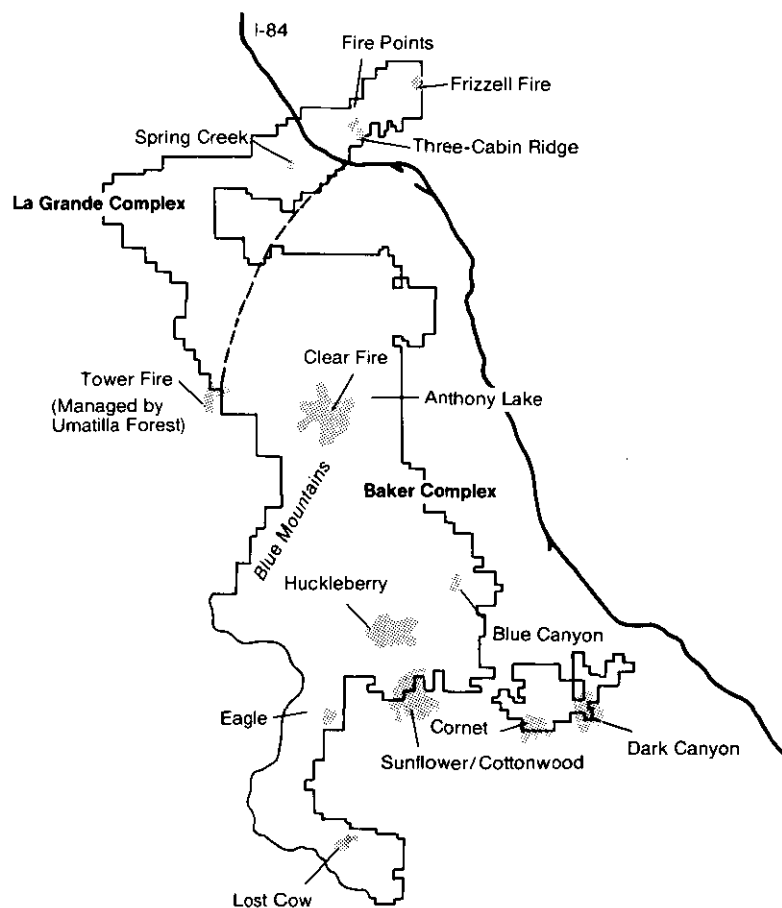 I-84
Fire Points
Frizzell Fire
Spring Creek
Three-Cabin Ridge
La Grande Complex
Clear Fire
Tower Fire
(Managed by
Umatilla Forest)
Anthony Lake
Blue Mountains
Baker Complex
Huckleberry
Blue Canyon
Eagle
Cornet
Dark Canyon
Sunflower/Cottonwood
Lost Cow